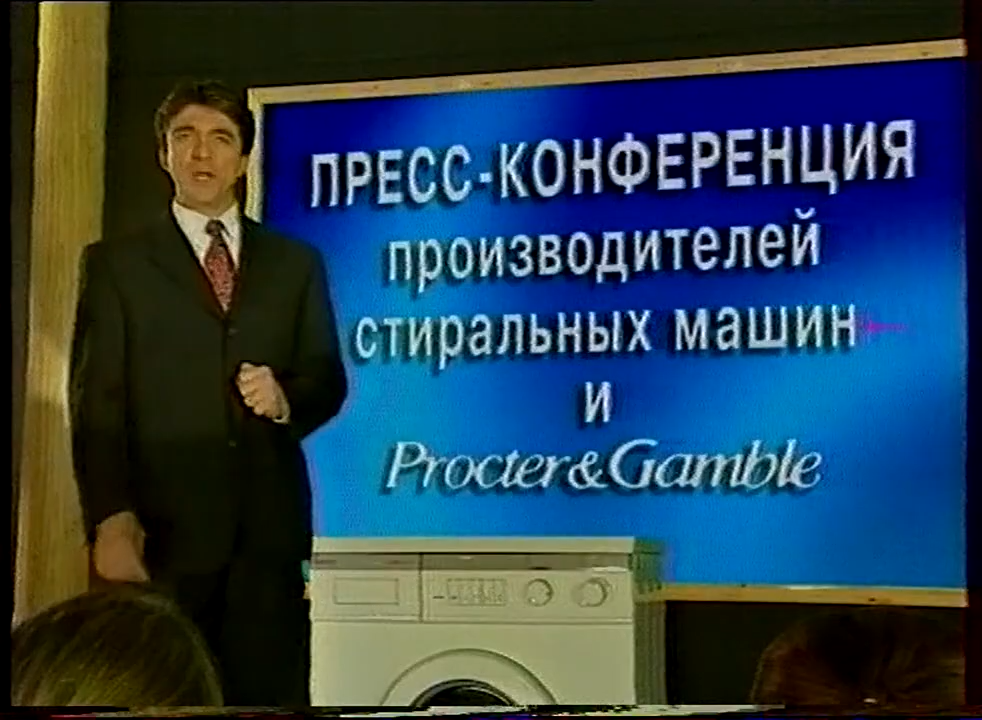 ПРЕСС-КОНФЕРЕНЦИЯ
производителей
стиральных машин
и
Procter&Gamble